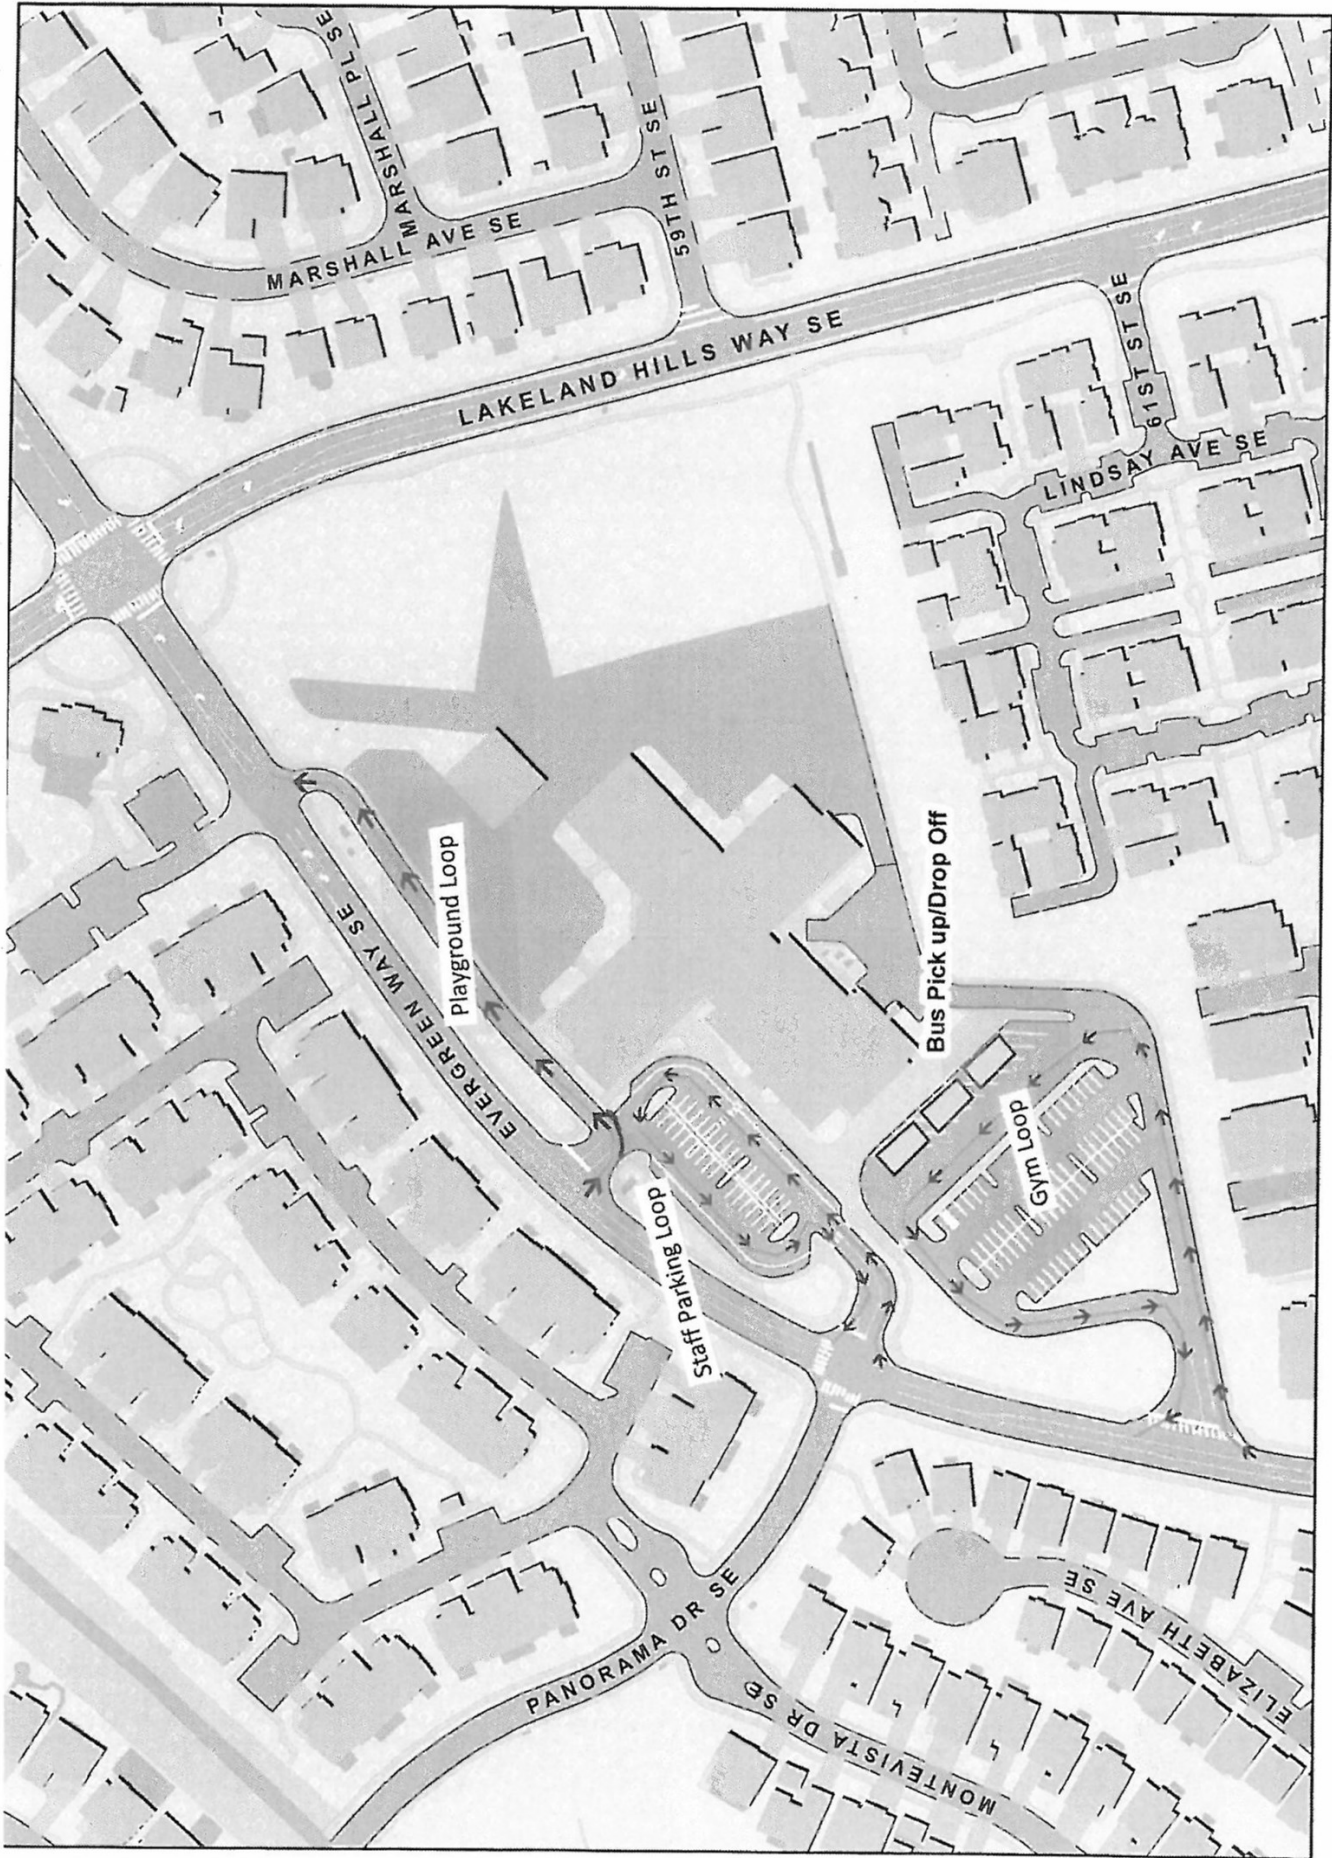 MARSHALL PL SE
MARSHALL AVE SE
59TH ST SE
LAKELAND HILLS WAY SE
61ST ST SE
LINDSAY AVE SE
Playground Loop
EVERGREEN WAY SE
Bus Pick up/Drop Off
Gym Loop
Staff Parking Loop
PANORAMA DR SE
MONTEVISTA DR SE
ELIZABETH AVE SE